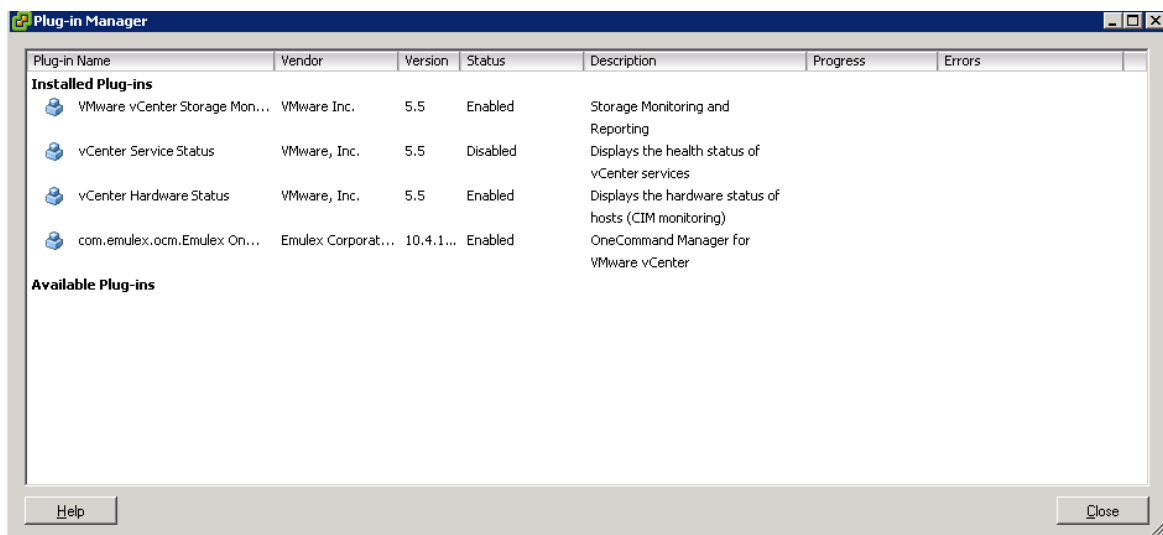 Plug-in Manager
Plug-in Name Vendor Version Status Description Progress Errors
Installed Plug-ins
VMware vCenter Storage Mon... VMware Inc. 5.5 Enabled Storage Monitoring and
Reporting
vCenter Service Status VMware, Inc. 5.5 Disabled Displays the health status of
vCenter services
vCenter Hardware Status VMware, Inc. 5.5 Enabled Displays the hardware status of
hosts (CIM monitoring)
com.emulex.ocm.Emulex On... Emulex Corporat... 10.4.1... Enabled OneCommand Manager for
VMware vCenter
Available Plug-ins
Help Close